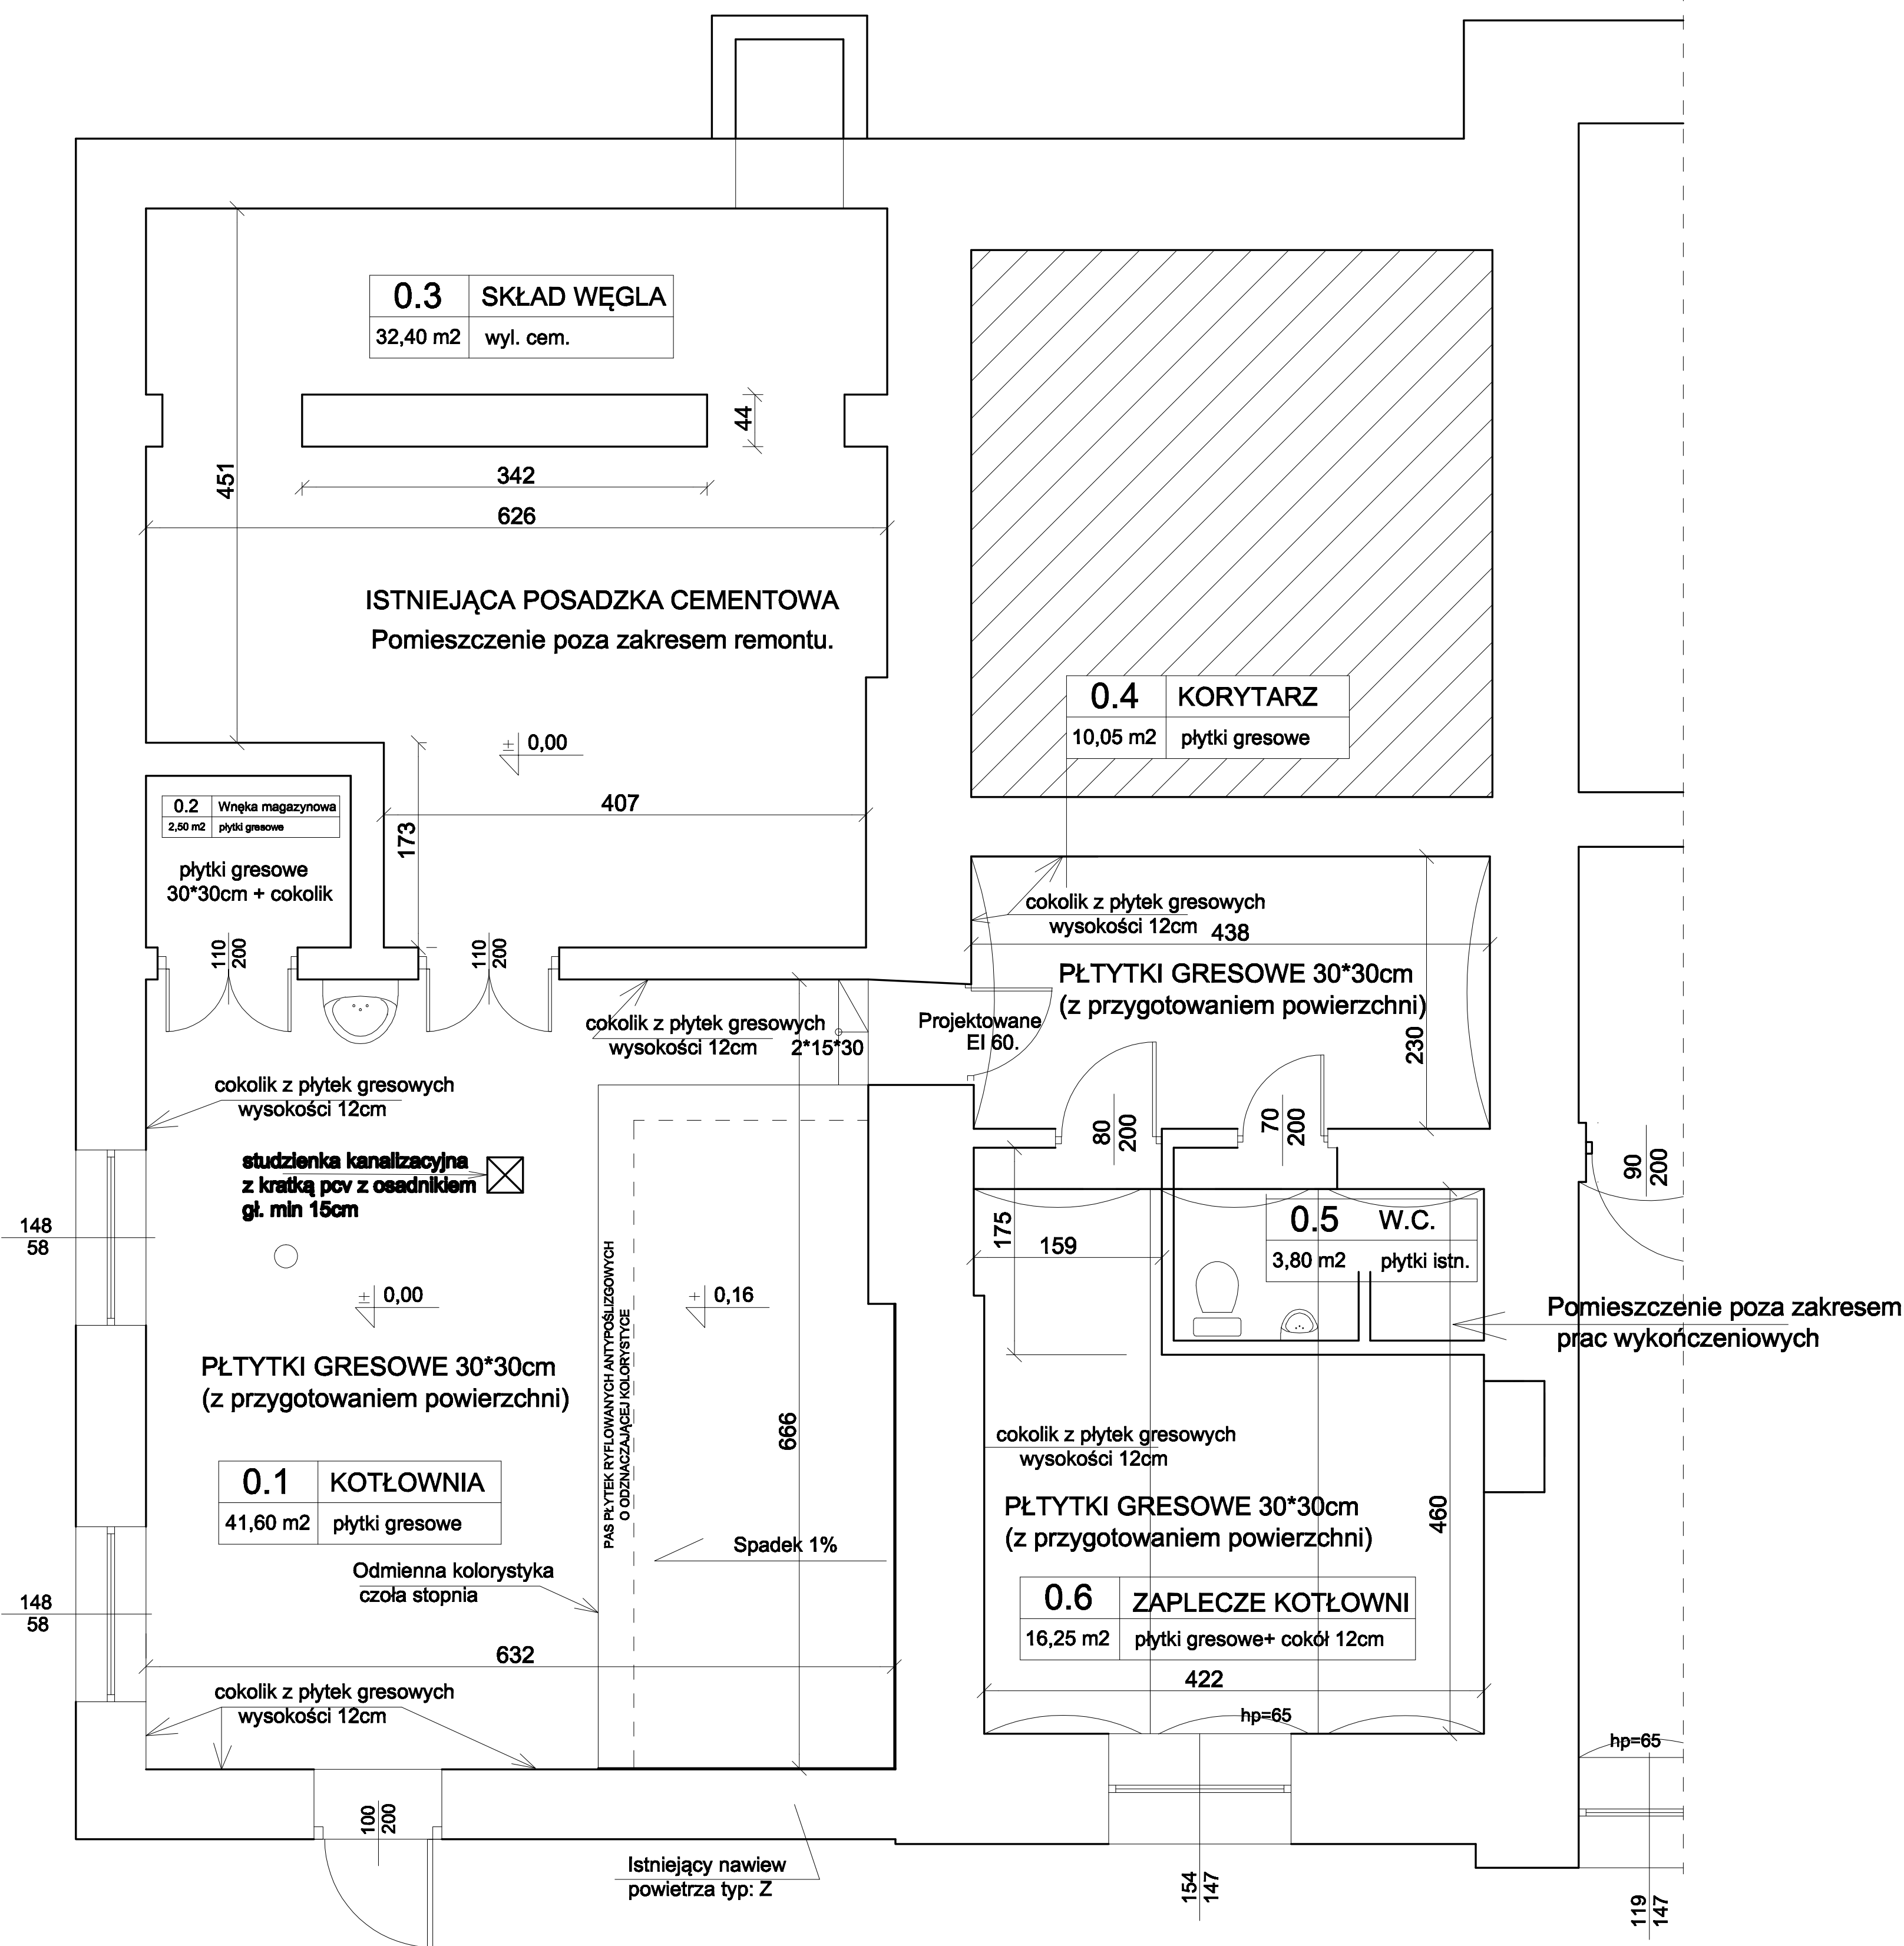 0.3 SKŁAD WĘGLA
32,40 m2 wyl. cem.
44
451
342
626
ISTNIEJĄCA POSADZKA CEMENTOWA
Pomieszczenie poza zakresem remontu.
0.4 KORYTARZ
10,05 m2 płytki gresowe
± 0,00
407
173
0.2 Wnęka magazynowa
2,50 m2 płytki gresowe
płytki gresowe
30*30cm + cokolik
110
200
110
200
cokolik z płytek gresowych
wysokości 12cm
438
PŁTYTKI GRESOWE 30*30cm
(z przygotowaniem powierzchni)
230
cokolik z płytek gresowych
wysokości 12cm
2*15*30
Projektowane
EI 60.
cokolik z płytek gresowych
wysokości 12cm
80
200
70
200
90
200
studzienka kanalizacyjna
z kratką pcv z osadnikiem
gł. min 15cm
148
58
175
159
0.5 W.C.
3,80 m2 płytki istn.
± 0,00
+ 0,16
PAS PŁYTEK RYFLOWANYCH ANTYPOŚLIZGOWYCH
O ODZNACZAJĄCEJ KOLORYSTYCE
Pomieszczenie poza zakresem
prac wykończeniowych
PŁTYTKI GRESOWE 30*30cm
(z przygotowaniem powierzchni)
666
cokolik z płytek gresowych
wysokości 12cm
0.1 KOTŁOWNIA
41,60 m2 płytki gresowe
PŁTYTKI GRESOWE 30*30cm
(z przygotowaniem powierzchni)
460
Spadek 1%
Odmienna kolorystyka
czoła stopnia
0.6 ZAPLECZE KOTŁOWNI
16,25 m2 płytki gresowe+ cokół 12cm
148
58
632
422
cokolik z płytek gresowych
wysokości 12cm
hp=65
hp=65
100
200
Istniejący nawiew
powietrza typ: Z
154
147
119
147